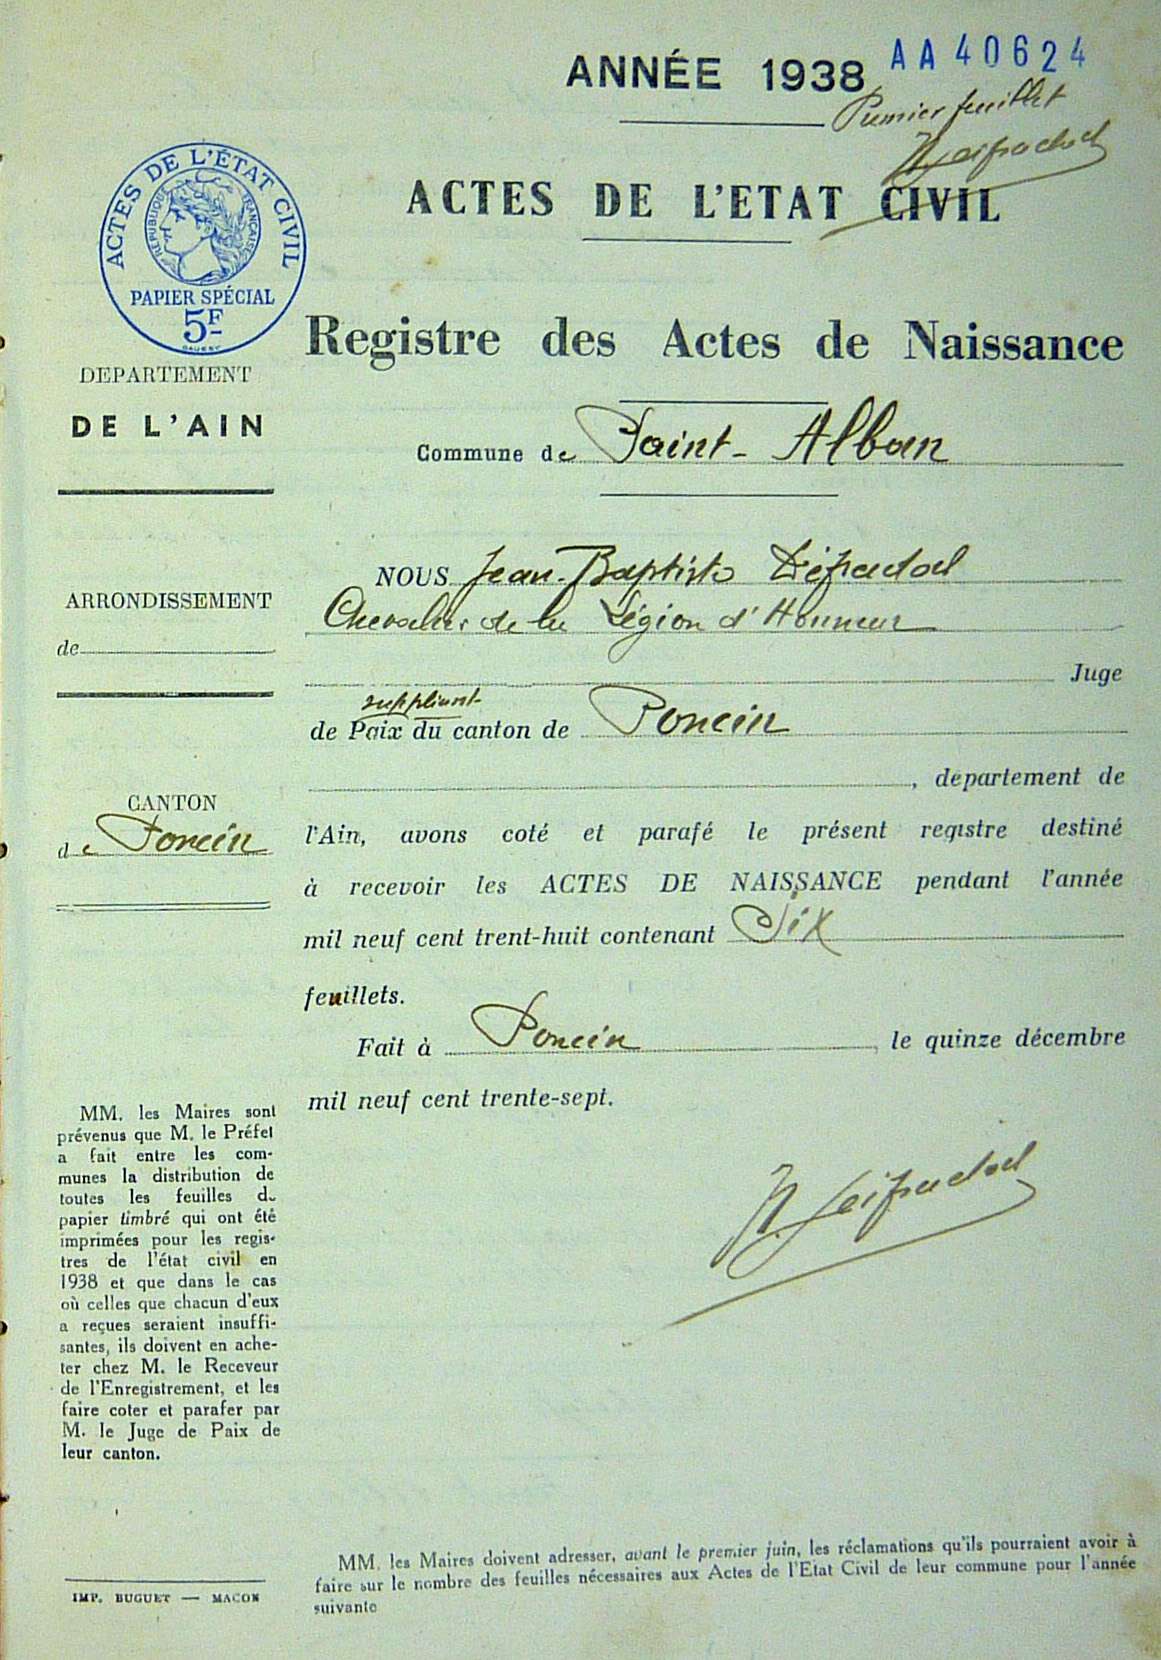 ANNÉE 1938
AA40624
Premier feuillet
ACTES DE L'ETAT CIVIL
ACTES DE L'ÉTAT CIVIL
RÉPUBLIQUE FRANÇAISE
PAPIER SPÉCIAL
5F
DEPARTEMENT
DE L'AIN
Registre des Actes de Naissance
Commune de Saint-Alban
ARRONDISSEMENT
de
CANTON
de Poncin
NOUS Jean-Baptiste
Chevalier de la Légion d'Honneur
Juge
suppléant
de Paix du canton de Poncin
, departement de
l'Ain, avons coté et parafé le présent registre destiné
à recevoir les ACTES DE NAISSANCE pendant l'année
mil neuf cent trent-huit contenant Six
feuillets.
Fait à Poncin, le quinze décembre
mil neuf cent trente-sept.
MM. les Maires sont
prévenus que M. le Préfet
a fait entre les com-
munes la distribution de
toutes les feuilles de
papier timbré qui ont été
imprimées pour les regis-
tres de l'état civil en
1938 et que dans le cas
où celles que chacun d'eux
a reçues seraient insuffi-
santes, ils doivent en ache-
ter chez M. le Receveur
de l'Enregistrement, et les
faire coter et parafer par
M. le Juge de Paix de
leur canton.
IMP. BUGUET — MACON
MM. les Maires doivent adresser, avant le premier juin, les réclamations qu'ils pourraient avoir à
faire sur le nombre des feuilles nécessaires aux Actes de l'Etat Civil de leur commune pour l'année
suivante